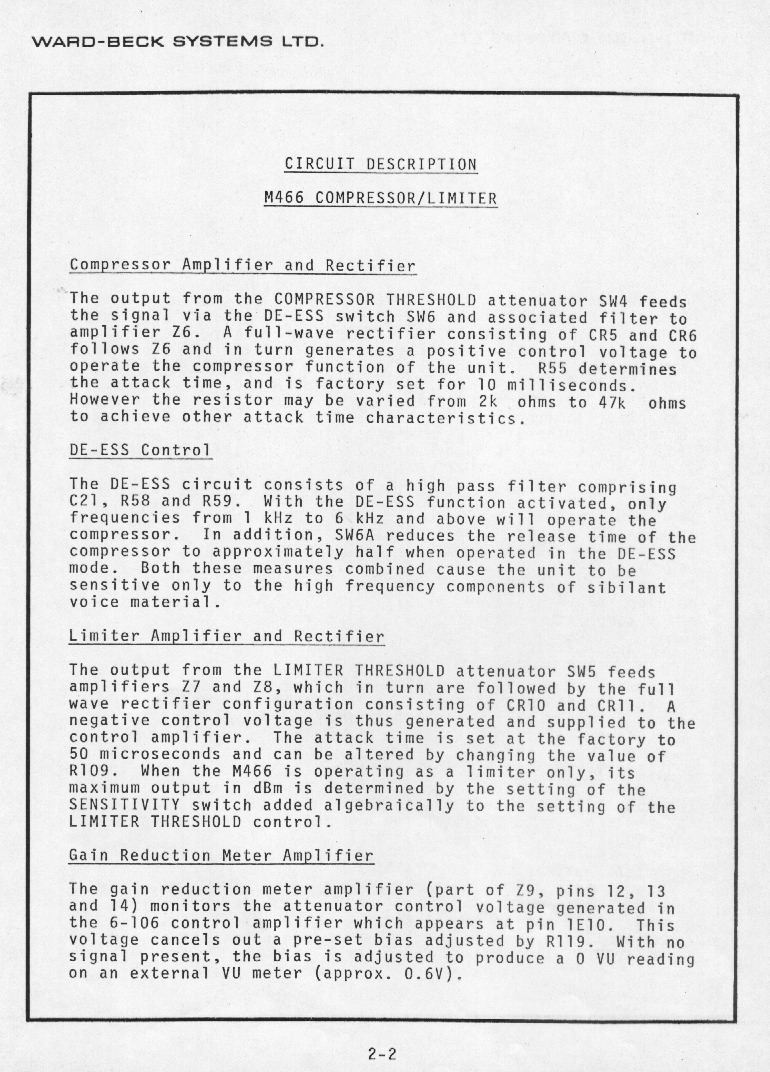 WARD-BECK SYSTEMS LTD.
CIRCUIT DESCRIPTION
M466 COMPRESSOR/LIMITER
Compressor Amplifier and Rectifier
The output from the COMPRESSOR THRESHOLD attenuator SW4 feeds
the signal via the DE-ESS switch SW6 and associated filter to
amplifier Z6. A full-wave rectifier consisting of CR5 and CR6
follows Z6 and in turn generates a positive control voltage to
operate the compressor function of the unit. R55 determines
the attack time, and is factory set for 10 milliseconds.
However the resistor may be varied from 2k ohms to 47k ohms
to achieve other attack time characteristics.
DE-ESS Control
The DE-ESS circuit consists of a high pass filter comprising
C21, R58 and R59. With the DE-ESS function activated, only
frequencies from 1 kHz to 6 kHz and above will operate the
compressor. In addition, SW6A reduces the release time of the
compressor to approximately half when operated in the DE-ESS
mode. Both these measures combined cause the unit to be
sensitive only to the high frequency components of sibilant
voice material.
Limiter Amplifier and Rectifier
The output from the LIMITER THRESHOLD attenuator SW5 feeds
amplifiers Z7 and Z8, which in turn are followed by the full
wave rectifier configuration consisting of CR10 and CR11. A
negative control voltage is thus generated and supplied to the
control amplifier. The attack time is set at the factory to
50 microseconds and can be altered by changing the value of
R109. When the M466 is operating as a limiter only, its
maximum output in dBm is determined by the setting of the
SENSITIVITY switch added algebraically to the setting of the
LIMITER THRESHOLD control.
Gain Reduction Meter Amplifier
The gain reduction meter amplifier (part of Z9, pins 12, 13
and 14) monitors the attenuator control voltage generated in
the 6-106 control amplifier which appears at pin 1E10. This
voltage cancels out a pre-set bias adjusted by R119. With no
signal present, the bias is adjusted to produce a 0 VU reading
on an external VU meter (approx. 0.6V).
2-2